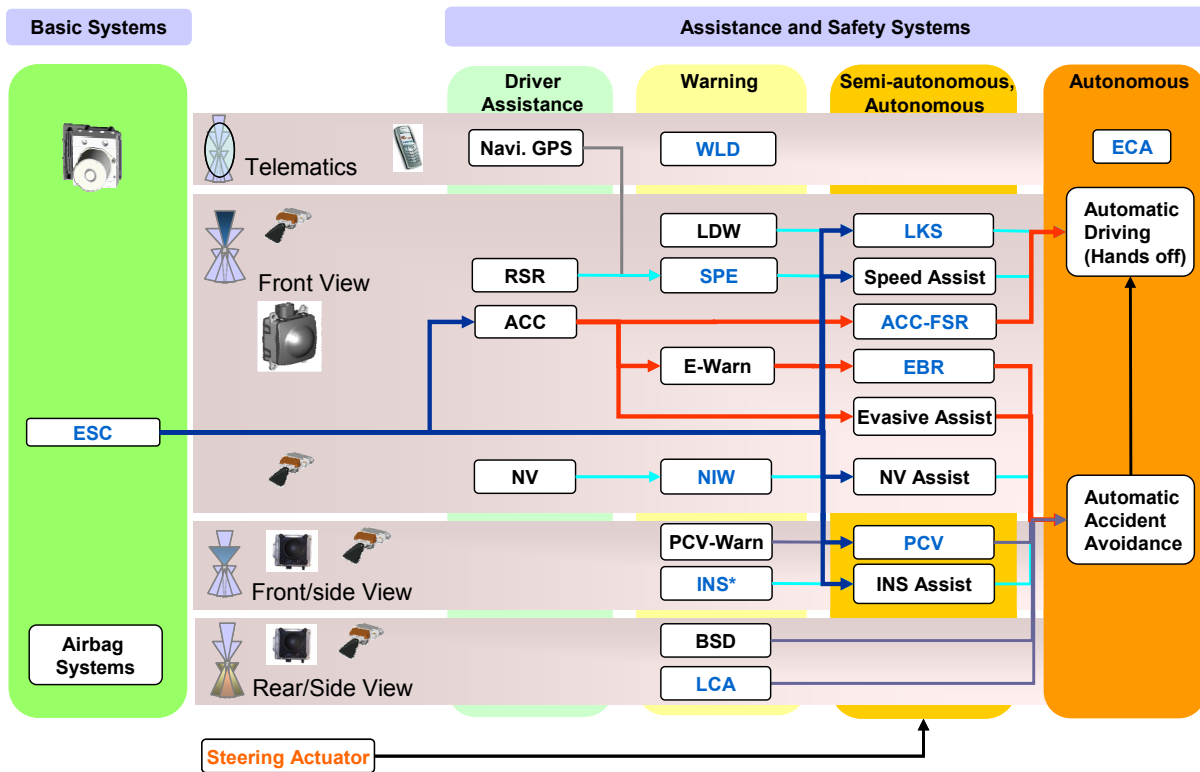 Basic Systems
Assistance and Safety Systems
Driver
Assistance
Warning
Semi-autonomous,
Autonomous
Autonomous
Telematics
Navi. GPS
WLD
ECA
Front View
LDW
LKS
Automatic
Driving
(Hands off)
RSR
SPE
Speed Assist
ACC
ACC-FSR
E-Warn
EBR
Evasive Assist
ESC
NV
NIW
NV Assist
Automatic
Accident
Avoidance
Front/side View
PCV-Warn
PCV
INS*
INS Assist
Airbag
Systems
Rear/Side View
BSD
LCA
Steering Actuator